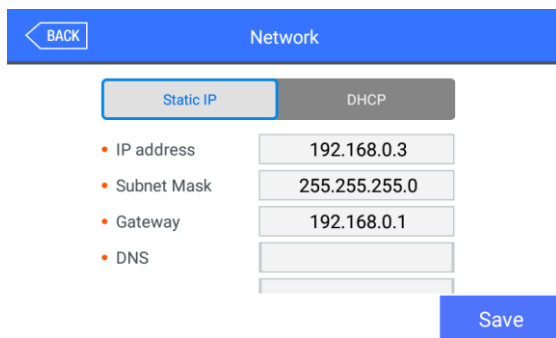 BACK
Network
Static IP
DHCP
IP address 192.168.0.3
Subnet Mask 255.255.255.0
Gateway 192.168.0.1
DNS
Save